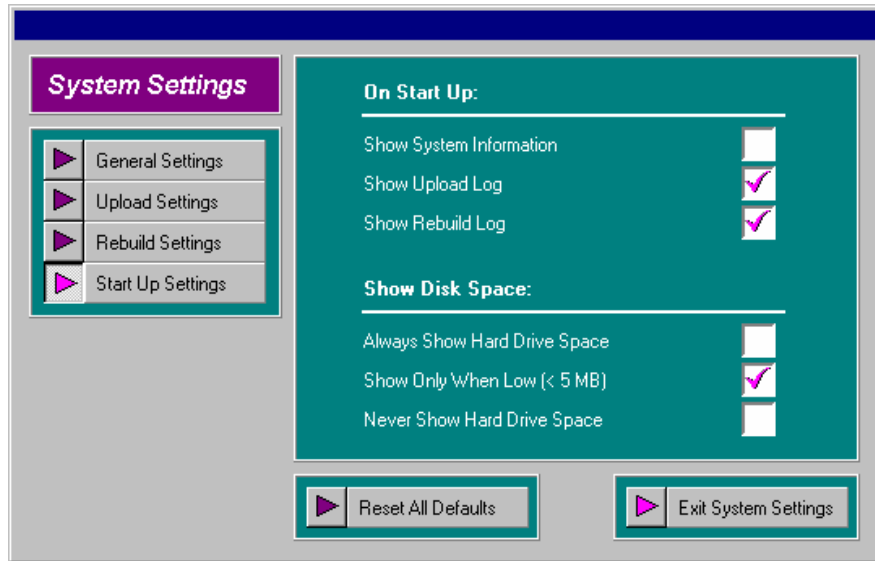 System Settings
General Settings
Upload Settings
Rebuild Settings
Start Up Settings
On Start Up:
Show System Information
Show Upload Log
Show Rebuild Log
Show Disk Space:
Always Show Hard Drive Space
Show Only When Low (< 5 MB)
Never Show Hard Drive Space
Reset All Defaults
Exit System Settings